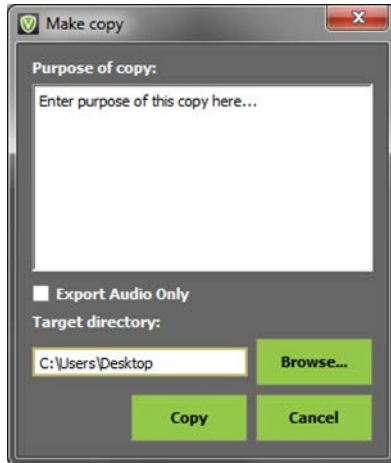 Make copy
Purpose of copy:
Enter purpose of this copy here...
Export Audio Only
Target directory:
C:\Users\Desktop
Browse...
Copy
Cancel